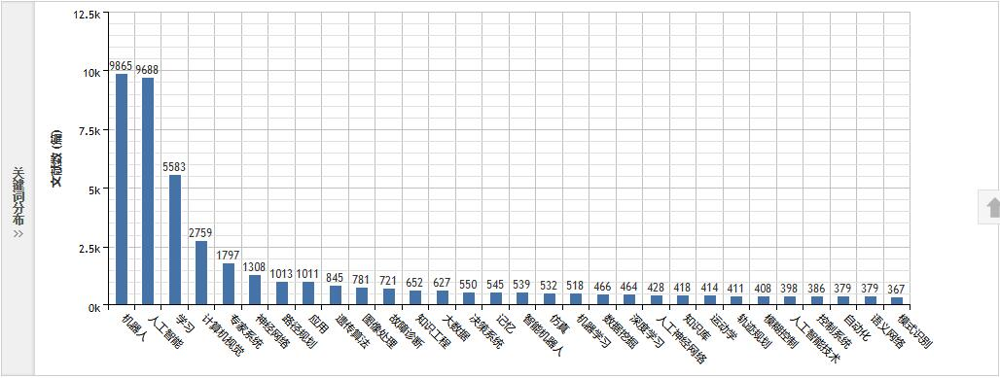 关键词分布
>>
文献数(篇)
12.5k
10k
7.5k
5k
2.5k
0k
9865
9688
5583
2759
1797
1308
1013
1011
845
781
721
652
627
550
545
539
532
518
466
464
428
418
414
411
408
398
386
379
379
367
机器人
人工智能
学习
计算机视觉
专家系统
神经网络
路径规划
应用
遗传算法
图像处理
故障诊断
知识工程
大数据
决策系统
记忆
智能机器人
仿真
机器学习
数据挖掘
深度学习
人工神经网络
知识库
运动学
轨迹规划
模糊控制
人工智能技术
控制系统
自动化
语义网络
模式识别